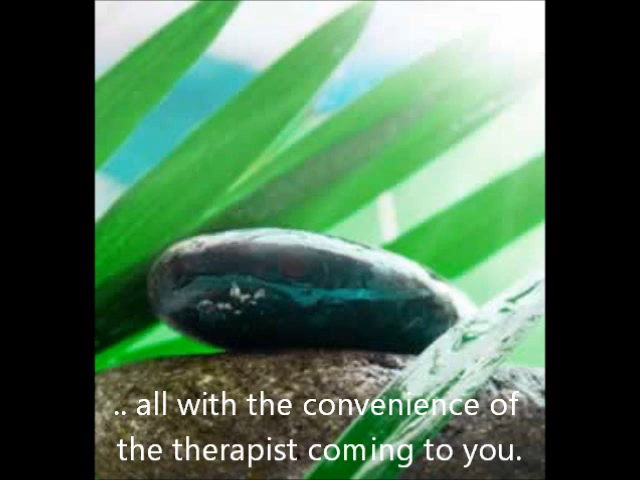 .. all with the convenience of
the therapist coming to you.